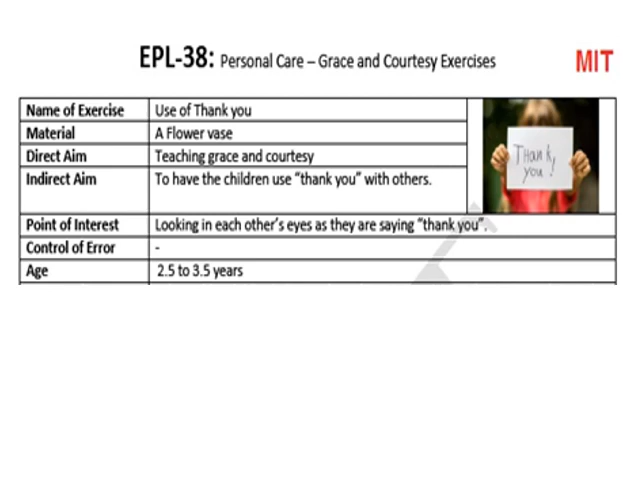 EPL-38: Personal Care – Grace and Courtesy Exercises
MIT
Name of Exercise Use of Thank you
Material A Flower vase
Direct Aim Teaching grace and courtesy
Indirect Aim To have the children use “thank you” with others.
Thank
you!
Point of Interest Looking in each other’s eyes as they are saying “thank you”.
Control of Error -
Age 2.5 to 3.5 years